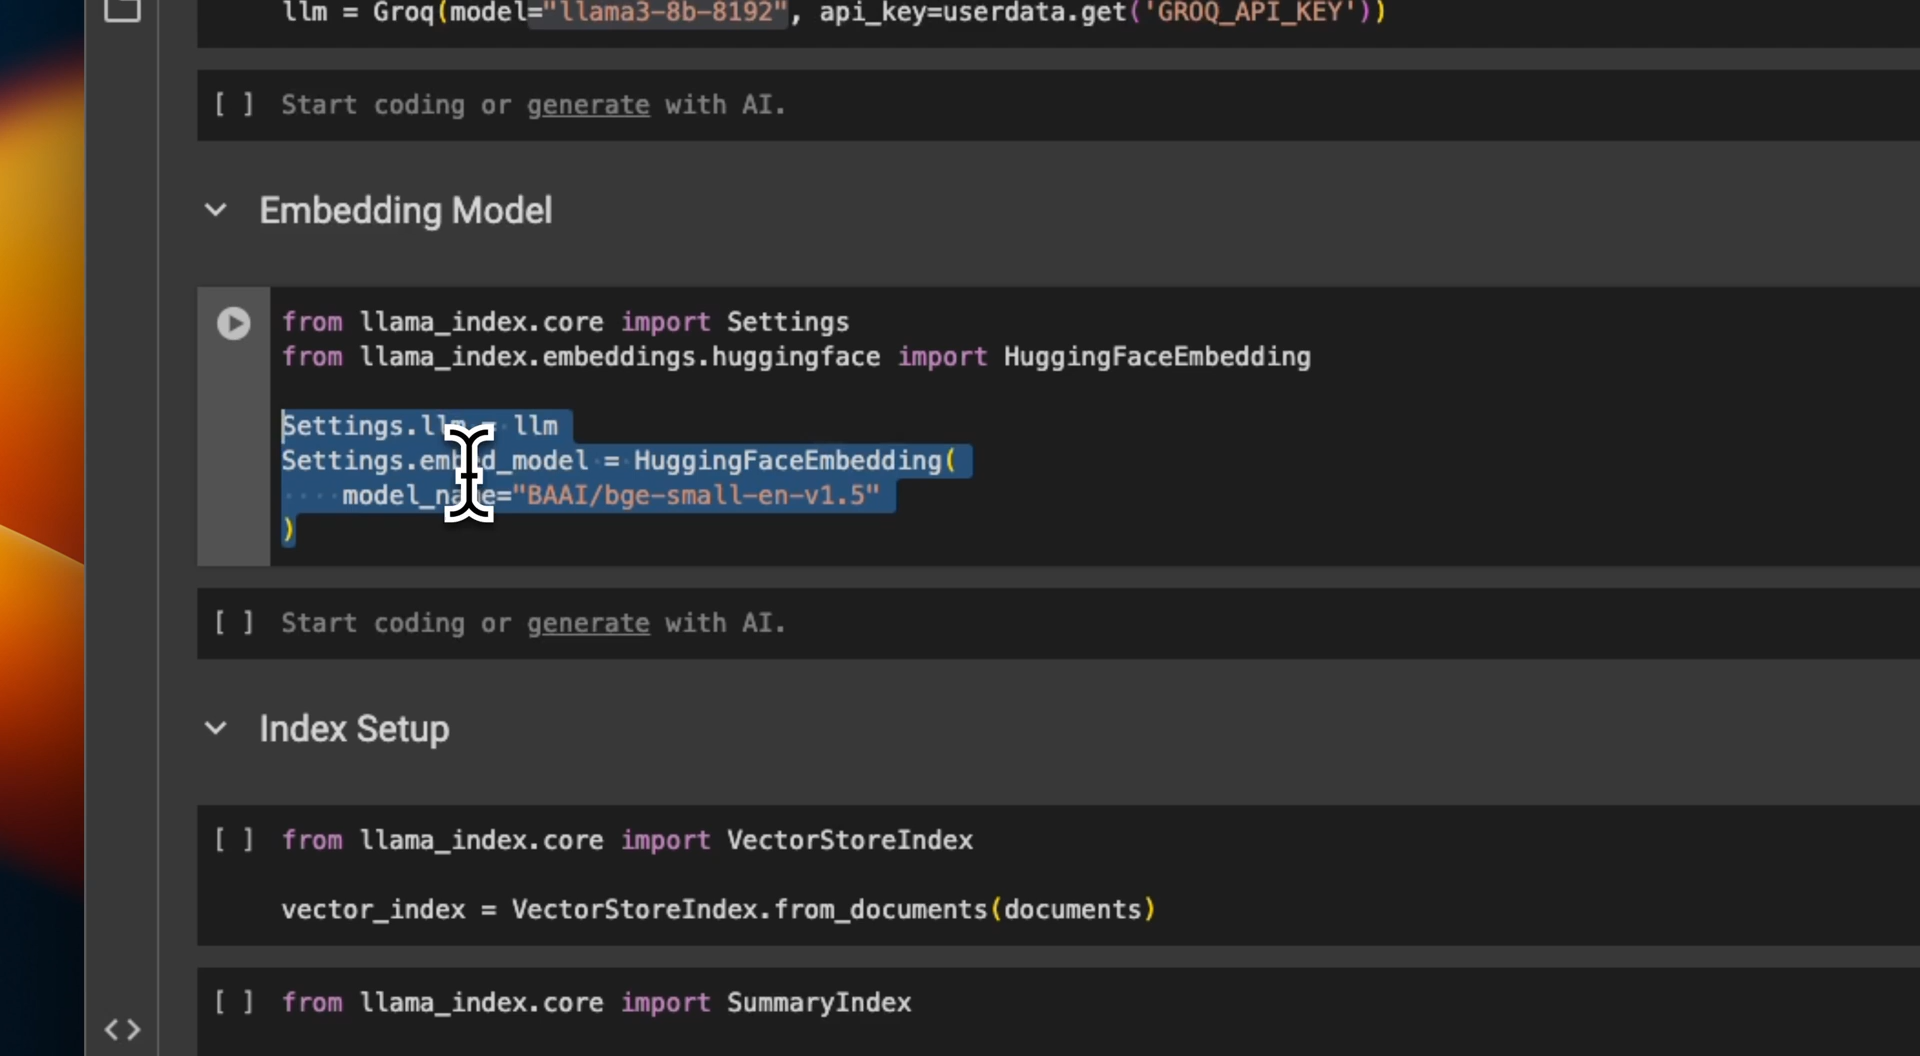 llm = Groq(model="llama3-8b-8192", api_key=userdata.get('GROQ_API_KEY'))
[ ] Start coding or generate with AI.
Embedding Model
from llama_index.core import Settings
from llama_index.embeddings.huggingface import HuggingFaceEmbedding
Settings.llm = llm
Settings.embed_model = HuggingFaceEmbedding(
    model_name="BAAI/bge-small-en-v1.5"
)
[ ] Start coding or generate with AI.
Index Setup
[ ] from llama_index.core import VectorStoreIndex
vector_index = VectorStoreIndex.from_documents(documents)
[ ] from llama_index.core import SummaryIndex